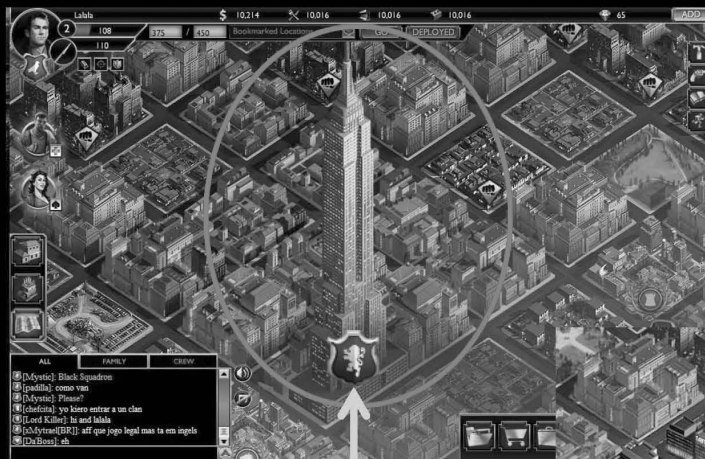 Lalala
$ 10,214 10,016 10,016 10,016 65 ADD
2 108
110
375 / 450 Bookmarked Locations GO DEPLOYED
ALL FAMILY CREW
[Mystic]: Black Squadron
[padilla]: como van
[Mystic]: Please?
[chefcita]: yo kiero entrar a un clan
[Lord Killer]: hi and lalala
[xMytrael[BR]]: aff que jogo legal mas ta em ingels
[Da'Boss]: eh